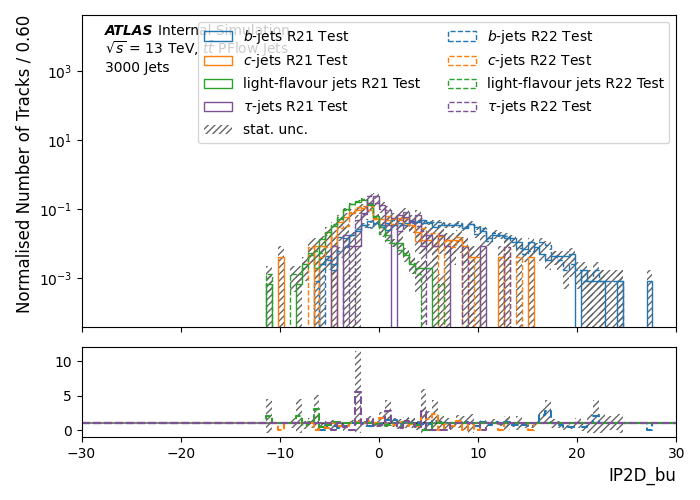 ATLAS Internal Simulation
√s = 13 TeV, tt̄ PFlow Jets
3000 Jets
b-jets R21 Test
c-jets R21 Test
light-flavour jets R21 Test
τ-jets R21 Test
stat. unc.
b-jets R22 Test
c-jets R22 Test
light-flavour jets R22 Test
τ-jets R22 Test
Normalised Number of Tracks / 0.60
10³
10¹
10⁻¹
10⁻³
10
5
0
−30 −20 −10 0 10 20 30
IP2D_bu